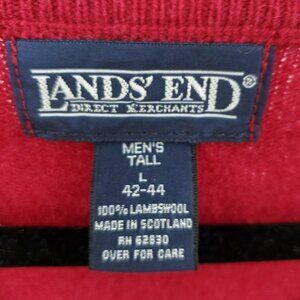 LANDS' END®
DIRECT MERCHANTS
MEN'S
TALL
L
42-44
100% LAMBSWOOL
MADE IN SCOTLAND
RN 62830
OVER FOR CARE